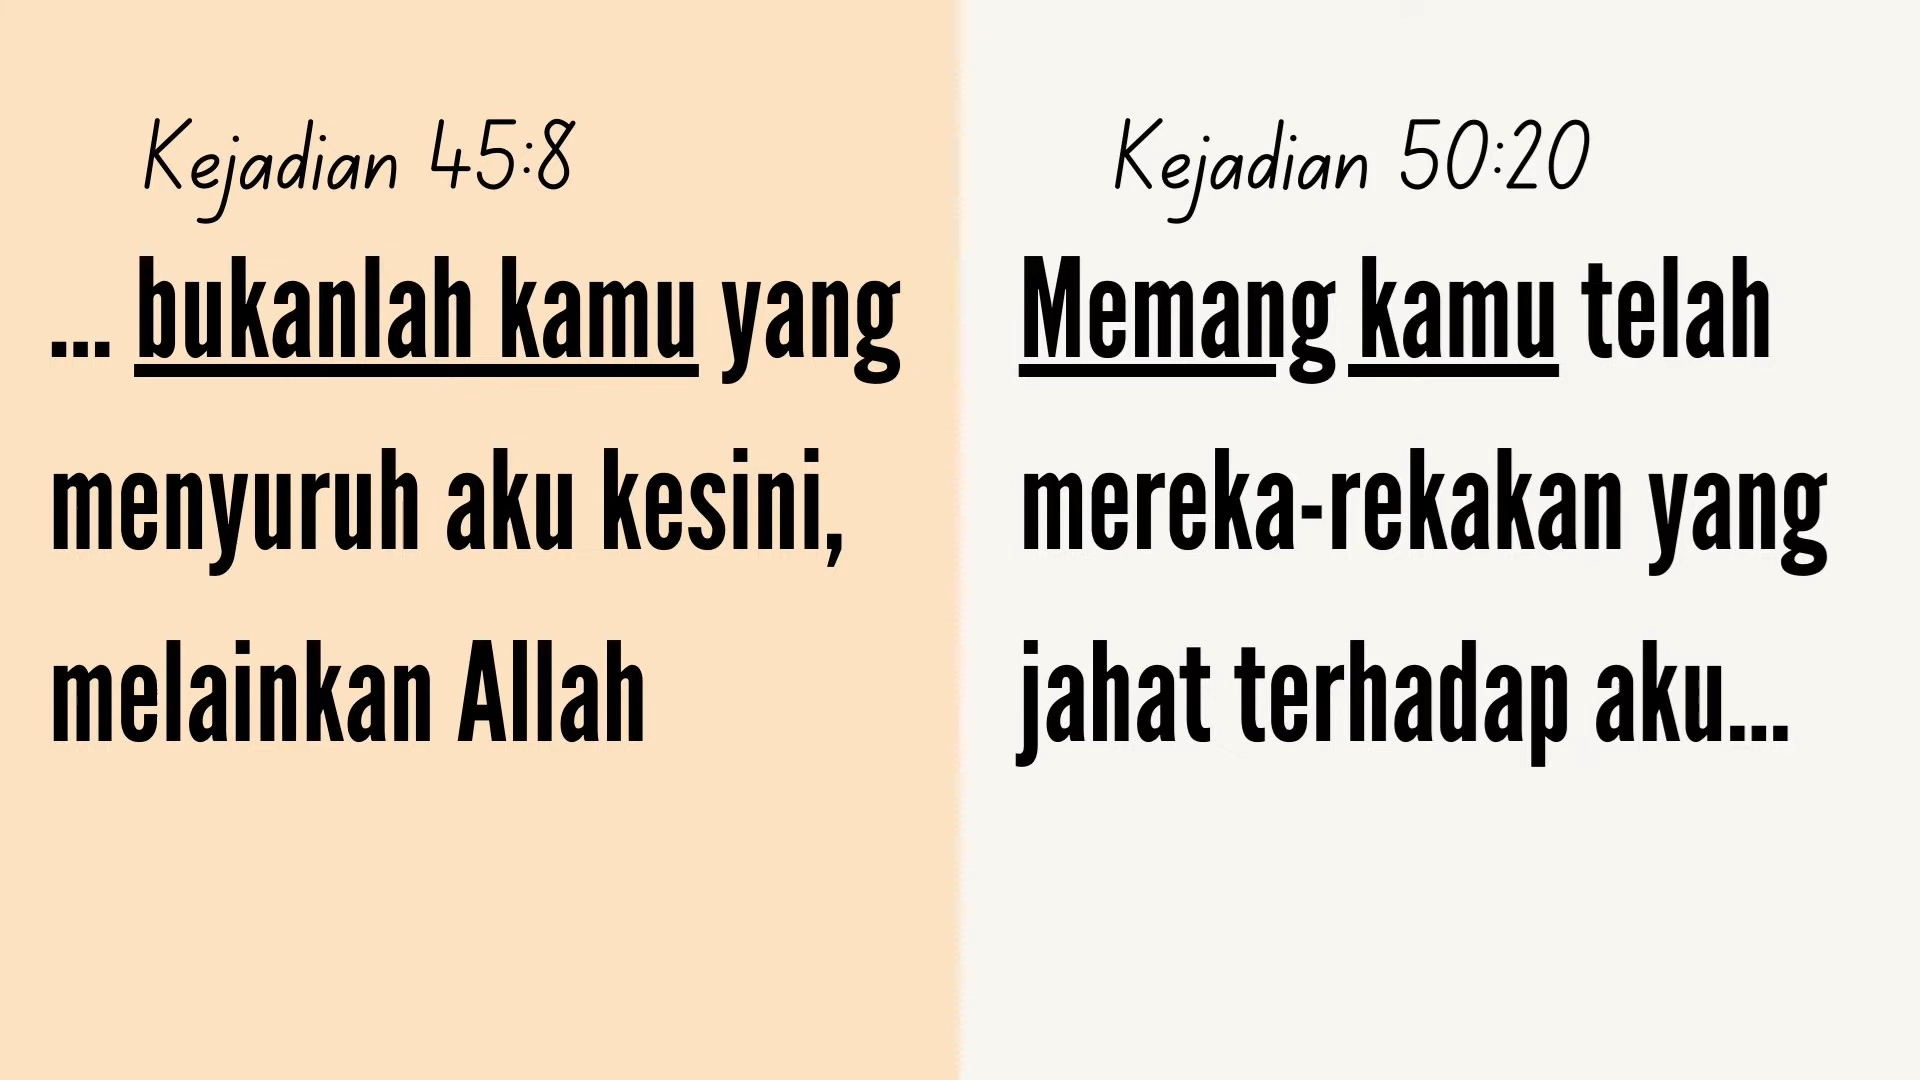 Kejadian 45:8
... bukanlah kamu yang
menyuruh aku kesini,
melainkan Allah
Kejadian 50:20
Memang kamu telah
mereka-rekakan yang
jahat terhadap aku...